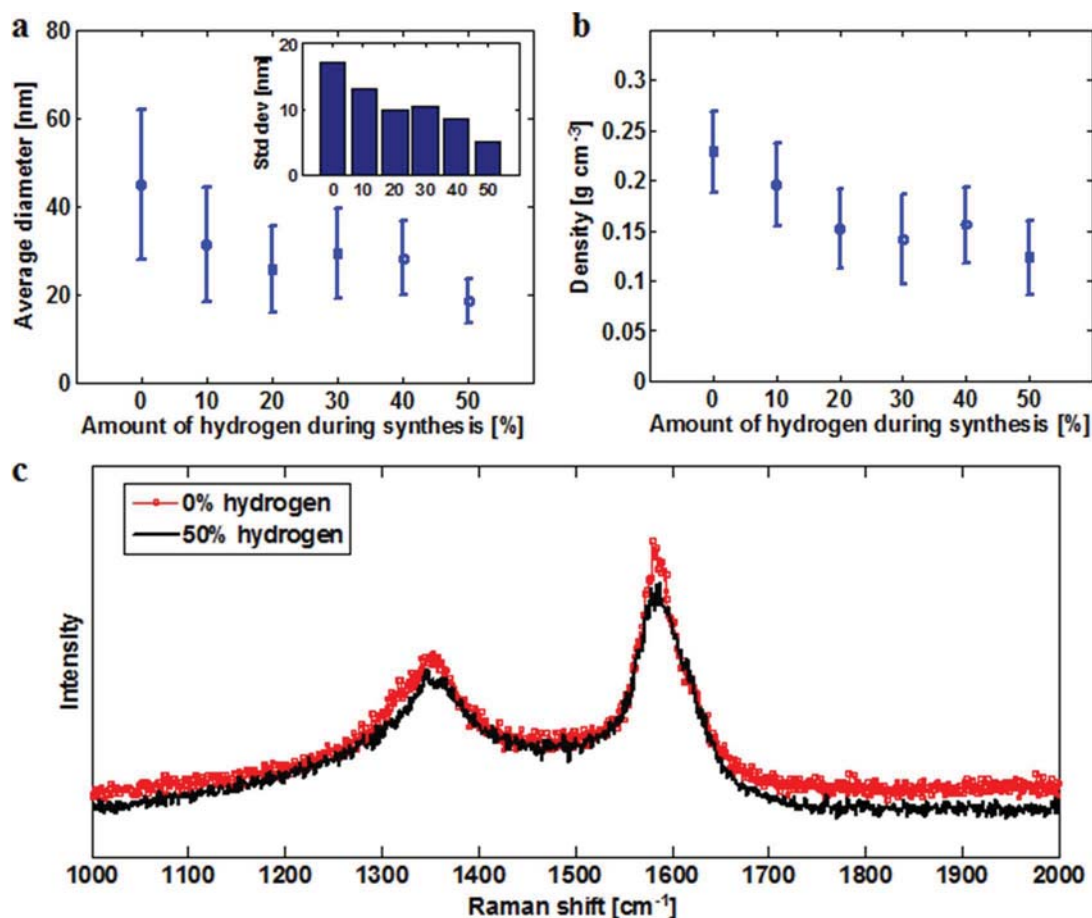 a
80
60
40
20
0
Average diameter [nm]
0 10 20 30 40 50
Amount of hydrogen during synthesis [%]
20
10
0
Std dev [nm]
0 10 20 30 40 50
b
0.35
0.3
0.25
0.2
0.15
0.1
0.05
0
Density [g cm-3]
0 10 20 30 40 50
Amount of hydrogen during synthesis [%]
c
0% hydrogen
50% hydrogen
Intensity
1000 1100 1200 1300 1400 1500 1600 1700 1800 1900 2000
Raman shift [cm-1]